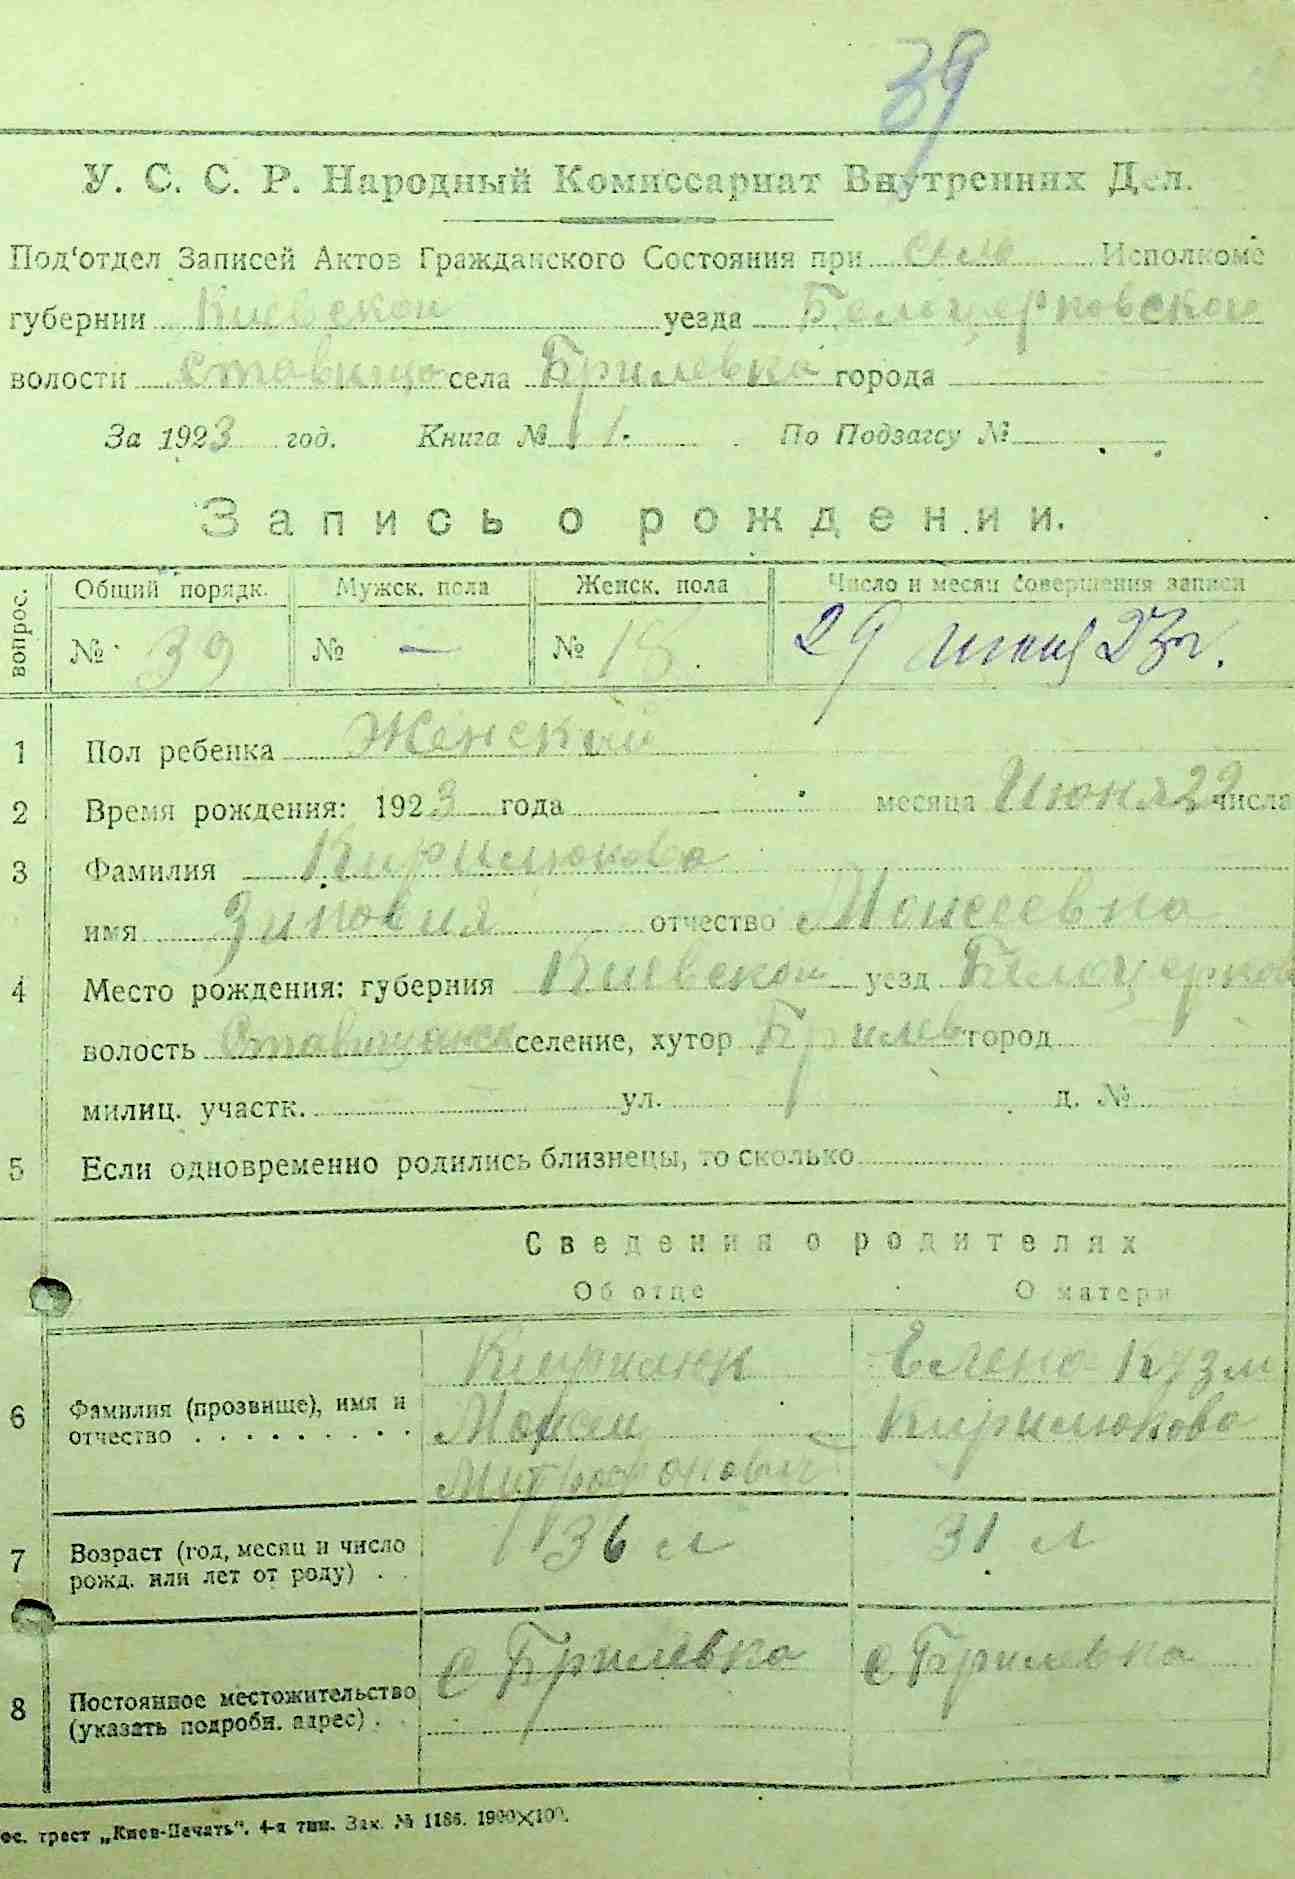 39
У. С. С. Р. Народный Комиссариат Внутренних Дел.
Под‘отдел Записей Актов Гражданского Состояния при сель Исполкоме
губернии Киевской уезда Белоцерковской
волости Ставищо села Брилевка города
За 1923 год. Книга № 1. По Подзагсу №
Запись о рождении.
вопрос. Общий порядк. Мужск. пола Женск. пола Число и месяц совершения записи
№ 39 № — № 18. 29 июня 23 г.
1 Пол ребенка Женский
2 Время рождения: 1923 года месяца Июня 22 числа
3 Фамилия Кирилюкова
имя Зиновия отчество Моисеевна
4 Место рождения: губерния Киевской уезд Белоцерков
волость селение, хутор Брилев город
милиц. участк. ул. д. №
5 Если одновременно родились близнецы, то сколько
Сведения о родителях
Об отце О матери
Кирилюк Елена Кузм
6 Фамилия (прозвище), имя и Моисей Кирилюкова
отчество . . . . . . . . . Митрофанович
7 Возраст (год, месяц и число 36 л 31 л
рожд. или лет от роду) . .
8 Постоянное местожительство с Брилевка с Брилевка
(указать подробн. адрес) . .
ос. трест „Киев-Печать“. 4-я тип. Зак. № 1186. 1900×100.